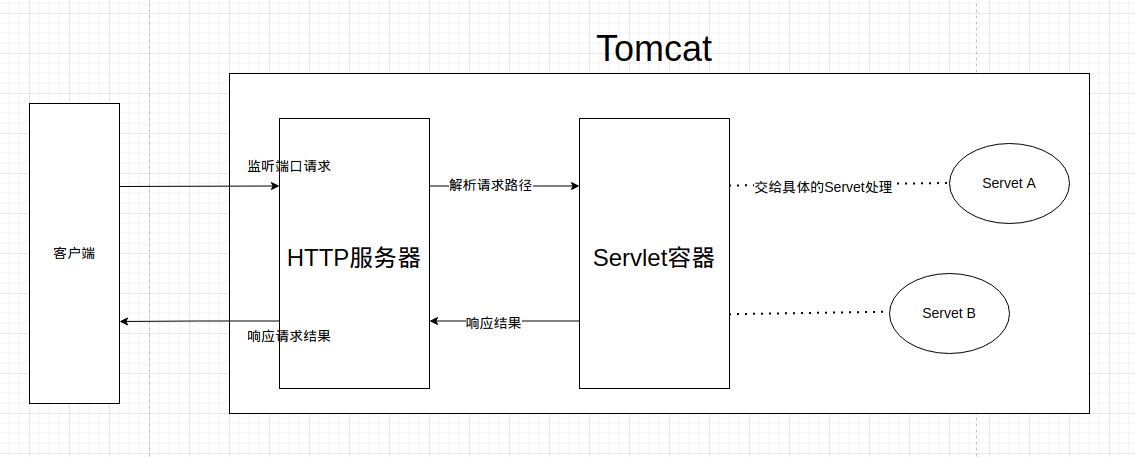 Tomcat
监听端口请求
解析请求路径
交给具体的Servet处理
Servet A
客户端
HTTP服务器
Servlet容器
响应请求结果
响应结果
Servet B